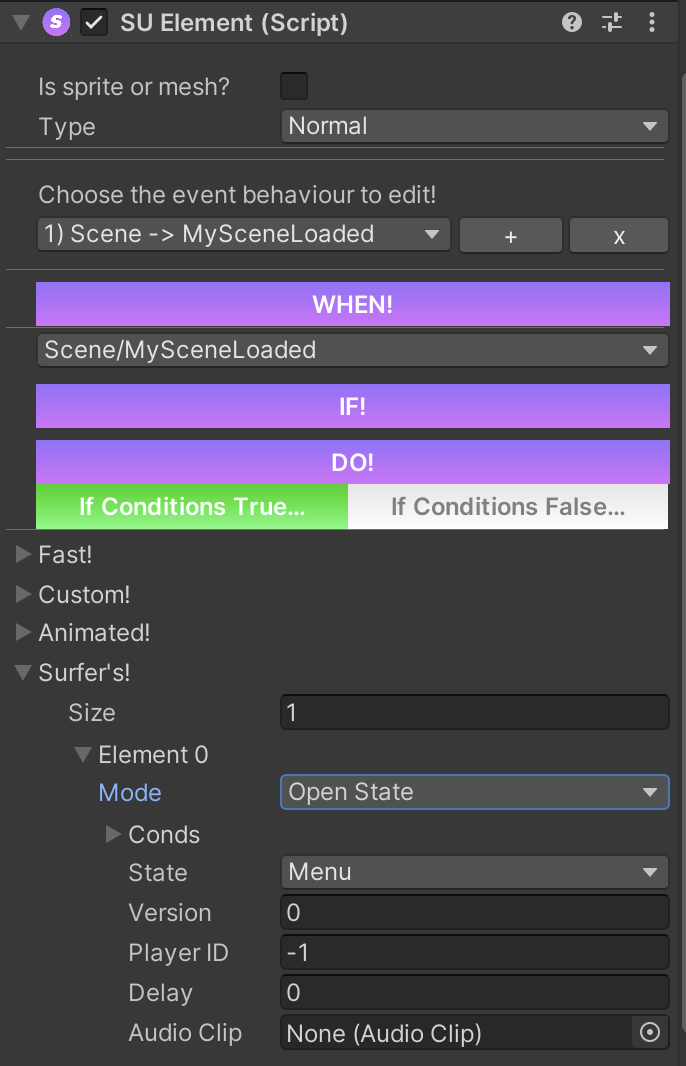 S SU Element (Script)
Is sprite or mesh?
Type Normal
Choose the event behaviour to edit!
1) Scene -> MySceneLoaded + x
WHEN!
Scene/MySceneLoaded
IF!
DO!
If Conditions True... If Conditions False...
Fast!
Custom!
Animated!
Surfer's!
Size 1
Element 0
Mode Open State
Conds
State Menu
Version 0
Player ID -1
Delay 0
Audio Clip None (Audio Clip)